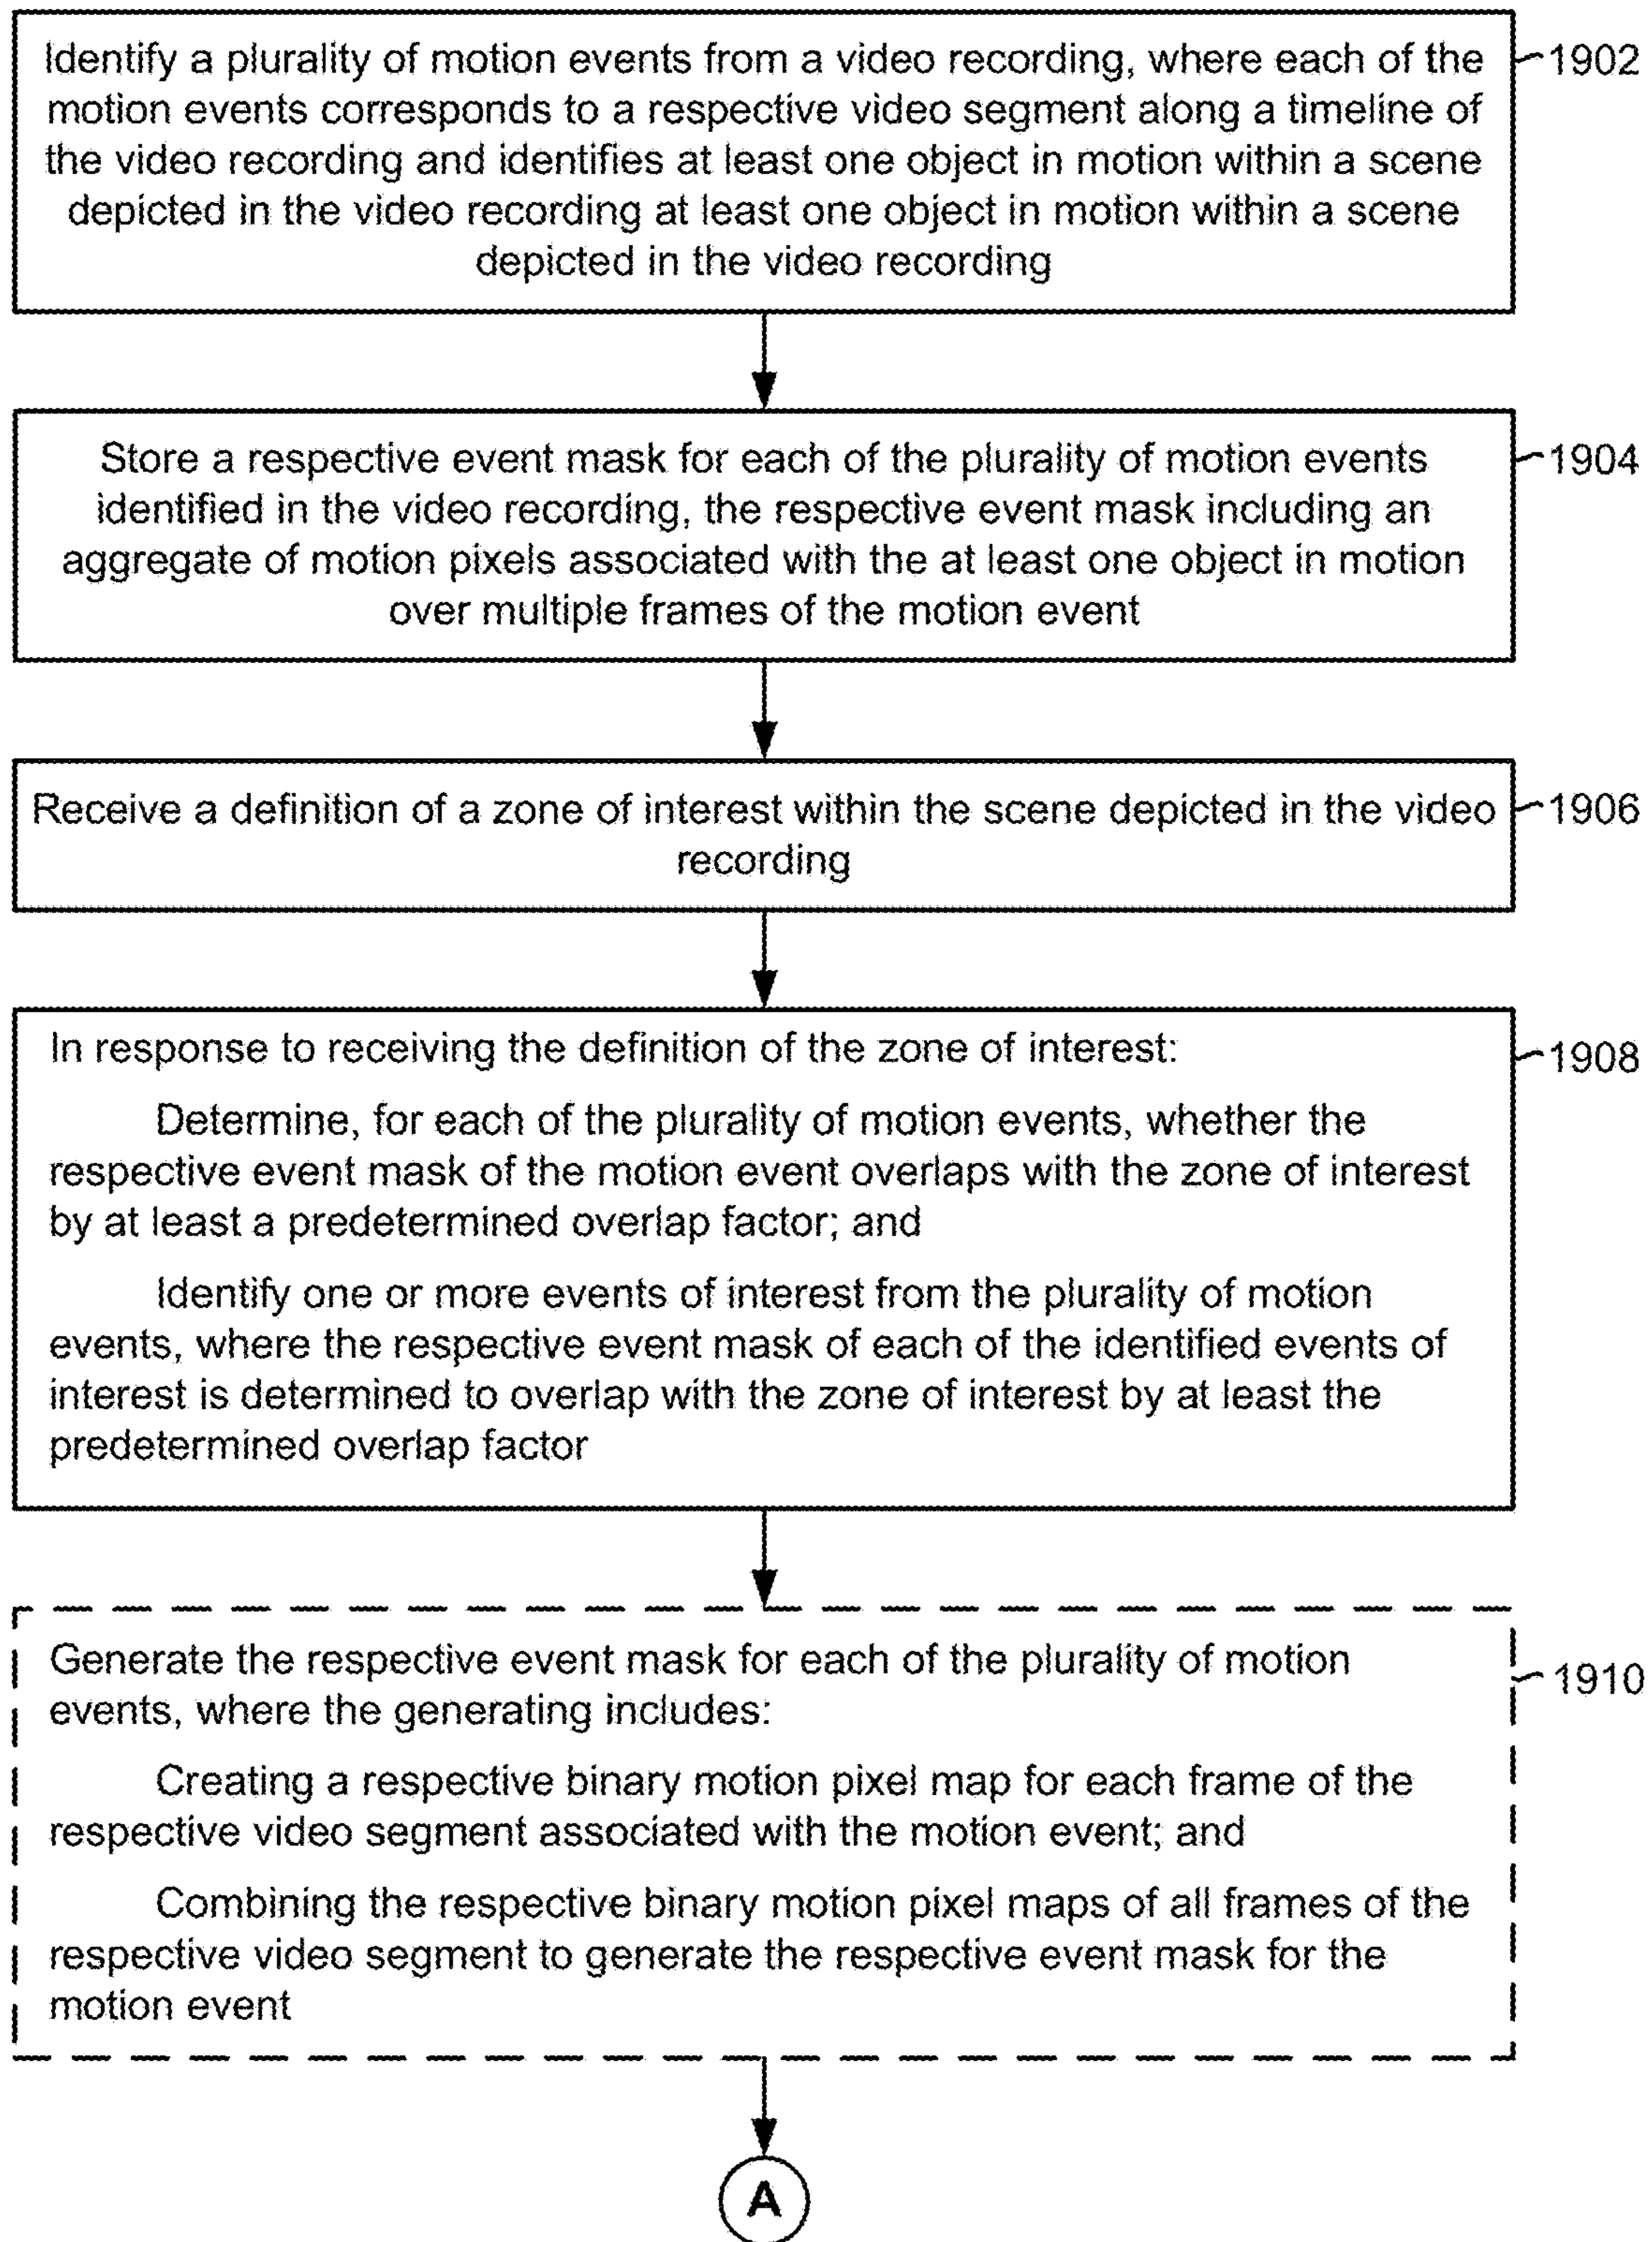 Identify a plurality of motion events from a video recording, where each of the
1902
motion events corresponds to a respective video segment along a timeline of
the video recording and identifies at least one object in motion within a scene
depicted in the video recording at least one object in motion within a scene
depicted in the video recording
Store a respective event mask for each of the plurality of motion events
1904
identified in the video recording, the respective event mask including an
aggregate of motion pixels associated with the at least one object in motion
over multiple frames of the motion event
Receive a definition of a zone of interest within the scene depicted in the video
1906
recording
In response to receiving the definition of the zone of interest:
1908
Determine, for each of the plurality of motion events, whether the
respective event mask of the motion event overlaps with the zone of interest
by at least a predetermined overlap factor; and
Identify one or more events of interest from the plurality of motion
events, where the respective event mask of each of the identified events of
interest is determined to overlap with the zone of interest by at least the
predetermined overlap factor
Generate the respective event mask for each of the plurality of motion
1910
events, where the generating includes:
Creating a respective binary motion pixel map for each frame of the
respective video segment associated with the motion event; and
Combining the respective binary motion pixel maps of all frames of the
respective video segment to generate the respective event mask for the
motion event
A